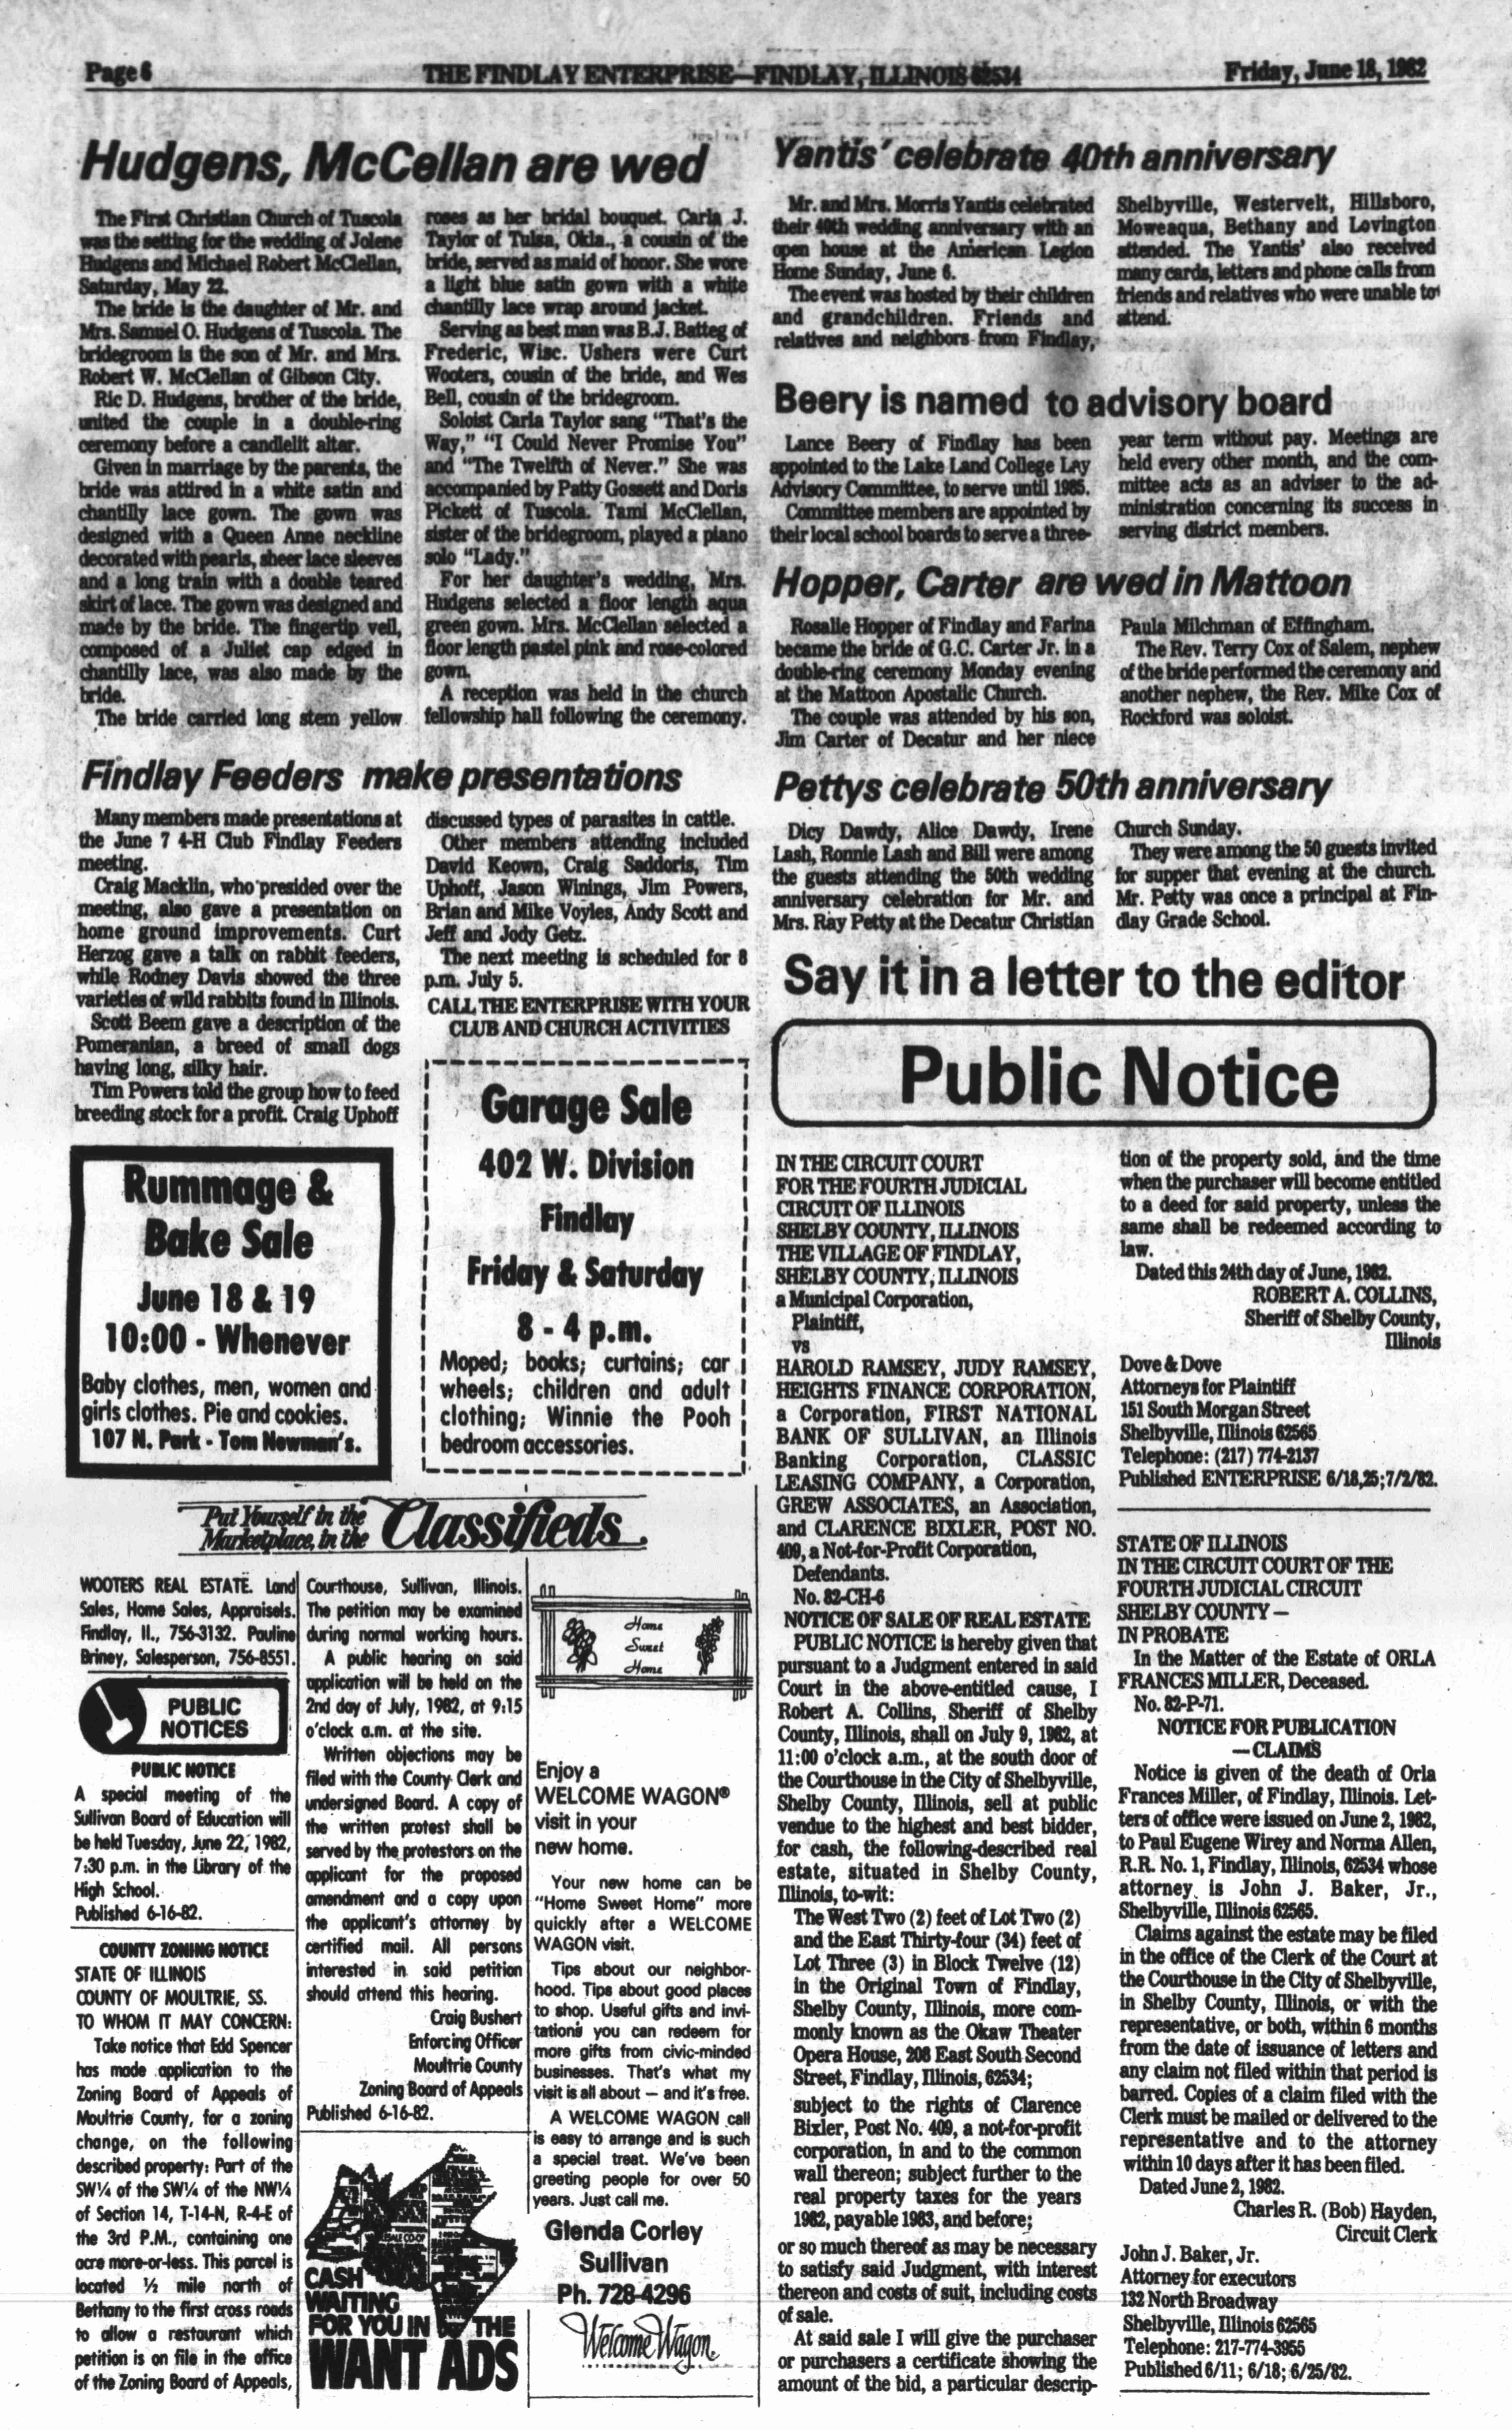 Page 6
THE FINDLAY ENTERPRISE—FINDLAY, ILLINOIS 62534
Friday, June 18, 1982
Hudgens, McCellan are wed
The First Christian Church of Tuscola
was the setting for the wedding of Jolene
Hudgens and Michael Robert McClellan,
Saturday, May 22.
The bride is the daughter of Mr. and
Mrs. Samuel O. Hudgens of Tuscola. The
bridegroom is the son of Mr. and Mrs.
Robert W. McClellan of Gibson City.
Ric D. Hudgens, brother of the bride,
united the couple in a double-ring
ceremony before a candlelit altar.
Given in marriage by the parents, the
bride was attired in a white satin and
chantilly lace gown. The gown was
designed with a Queen Anne neckline
decorated with pearls, sheer lace sleeves
and a long train with a double teared
skirt of lace. The gown was designed and
made by the bride. The fingertip veil,
composed of a Juliet cap edged in
chantilly lace, was also made by the
bride.
The bride carried long stem yellow
roses as her bridal bouquet. Carla J.
Taylor of Tulsa, Okla., a cousin of the
bride, served as maid of honor. She wore
a light blue satin gown with a white
chantilly lace wrap around jacket.
Serving as best man was B.J. Batteg of
Frederic, Wisc. Ushers were Curt
Wooters, cousin of the bride, and Wes
Bell, cousin of the bridegroom.
Soloist Carla Taylor sang "That's the
Way," "I Could Never Promise You"
and "The Twelfth of Never." She was
accompanied by Patty Gossett and Doris
Pickett of Tuscola. Tami McClellan,
sister of the bridegroom, played a piano
solo "Lady."
For her daughter's wedding, Mrs.
Hudgens selected a floor length aqua
green gown. Mrs. McClellan selected a
floor length pastel pink and rose-colored
gown.
A reception was held in the church
fellowship hall following the ceremony.
Findlay Feeders make presentations
Many members made presentations at
the June 7 4-H Club Findlay Feeders
meeting.
Craig Macklin, who presided over the
meeting, also gave a presentation on
home ground improvements. Curt
Herzog gave a talk on rabbit feeders,
while Rodney Davis showed the three
varieties of wild rabbits found in Illinois.
Scott Beem gave a description of the
Pomeranian, a breed of small dogs
having long, silky hair.
Tim Powers told the group how to feed
breeding stock for a profit. Craig Uphoff
discussed types of parasites in cattle.
Other members attending included
David Keown, Craig Saddoris, Tim
Uphoff, Jason Winings, Jim Powers,
Brian and Mike Voyles, Andy Scott and
Jeff and Jody Getz.
The next meeting is scheduled for 8
p.m. July 5.
CALL THE ENTERPRISE WITH YOUR
CLUB AND CHURCH ACTIVITIES
Rummage &
Bake Sale
June 18 & 19
10:00 - Whenever
Baby clothes, men, women and
girls clothes. Pie and cookies.
107 N. Park - Tom Newman's.
Garage Sale
402 W. Division
Findlay
Friday & Saturday
8 - 4 p.m.
Moped; books; curtains; car
wheels; children and adult
clothing; Winnie the Pooh
bedroom accessories.
Put Yourself in the
Marketplace, in the
Classifieds.
WOOTERS REAL ESTATE. Land
Sales, Home Sales, Appraisels.
Findlay, Il., 756-3132. Pauline
Briney, Salesperson, 756-8551.
PUBLIC
NOTICES
PUBLIC NOTICE
A special meeting of the
Sullivan Board of Education will
be held Tuesday, June 22, 1982,
7:30 p.m. in the Library of the
High School.
Published 6-16-82.
COUNTY ZONING NOTICE
STATE OF ILLINOIS
COUNTY OF MOULTRIE, SS.
TO WHOM IT MAY CONCERN:
Take notice that Edd Spencer
has made application to the
Zoning Board of Appeals of
Moultrie County, for a zoning
change, on the following
described property: Part of the
SW¼ of the SW¼ of the NW¼
of Section 14, T-14-N, R-4-E of
the 3rd P.M., containing one
acre more-or-less. This parcel is
located ½ mile north of
Bethany to the first cross roads
to allow a restaurant which
petition is on file in the office
of the Zoning Board of Appeals,
Courthouse, Sullivan, Illinois.
The petition may be examined
during normal working hours.
A public hearing on said
application will be held on the
2nd day of July, 1982, at 9:15
o'clock a.m. at the site.
Written objections may be
filed with the County Clerk and
undersigned Board. A copy of
the written protest shall be
served by the protestors on the
applicant for the proposed
amendment and a copy upon
the applicant's attorney by
certified mail. All persons
interested in said petition
should attend this hearing.
Craig Bushert
Enforcing Officer
Moultrie County
Zoning Board of Appeals
Published 6-16-82.
CASH
WAITING
FOR YOU IN THE
WANT ADS
Home
Sweet
Home
Enjoy a
WELCOME WAGON®
visit in your
new home.
Your new home can be
"Home Sweet Home" more
quickly after a WELCOME
WAGON visit.
Tips about our neighbor-
hood. Tips about good places
to shop. Useful gifts and invi-
tations you can redeem for
more gifts from civic-minded
businesses. That's what my
visit is all about — and it's free.
A WELCOME WAGON call
is easy to arrange and is such
a special treat. We've been
greeting people for over 50
years. Just call me.
Glenda Corley
Sullivan
Ph. 728-4296
Welcome Wagon.
Yantis' celebrate 40th anniversary
Mr. and Mrs. Morris Yantis celebrated
their 40th wedding anniversary with an
open house at the American Legion
Home Sunday, June 6.
The event was hosted by their children
and grandchildren. Friends and
relatives and neighbors from Findlay,
Shelbyville, Westervelt, Hillsboro,
Moweaqua, Bethany and Lovington
attended. The Yantis' also received
many cards, letters and phone calls from
friends and relatives who were unable to
attend.
Beery is named to advisory board
Lance Beery of Findlay has been
appointed to the Lake Land College Lay
Advisory Committee, to serve until 1985.
Committee members are appointed by
their local school boards to serve a three-
year term without pay. Meetings are
held every other month, and the com-
mittee acts as an adviser to the ad-
ministration concerning its success in
serving district members.
Hopper, Carter are wed in Mattoon
Rosalie Hopper of Findlay and Farina
became the bride of G.C. Carter Jr. in a
double-ring ceremony Monday evening
at the Mattoon Apostalic Church.
The couple was attended by his son,
Jim Carter of Decatur and her niece
Paula Milchman of Effingham.
The Rev. Terry Cox of Salem, nephew
of the bride performed the ceremony and
another nephew, the Rev. Mike Cox of
Rockford was soloist.
Pettys celebrate 50th anniversary
Dicy Dawdy, Alice Dawdy, Irene
Lash, Ronnie Lash and Bill were among
the guests attending the 50th wedding
anniversary celebration for Mr. and
Mrs. Ray Petty at the Decatur Christian
Church Sunday.
They were among the 50 guests invited
for supper that evening at the church.
Mr. Petty was once a principal at Fin-
dlay Grade School.
Say it in a letter to the editor
Public Notice
IN THE CIRCUIT COURT
FOR THE FOURTH JUDICIAL
CIRCUIT OF ILLINOIS
SHELBY COUNTY, ILLINOIS
THE VILLAGE OF FINDLAY,
SHELBY COUNTY, ILLINOIS
a Municipal Corporation,
Plaintiff,
vs
HAROLD RAMSEY, JUDY RAMSEY,
HEIGHTS FINANCE CORPORATION,
a Corporation, FIRST NATIONAL
BANK OF SULLIVAN, an Illinois
Banking Corporation, CLASSIC
LEASING COMPANY, a Corporation,
GREW ASSOCIATES, an Association,
and CLARENCE BIXLER, POST NO.
409, a Not-for-Profit Corporation,
Defendants.
No. 82-CH-6
NOTICE OF SALE OF REAL ESTATE
PUBLIC NOTICE is hereby given that
pursuant to a Judgment entered in said
Court in the above-entitled cause, I
Robert A. Collins, Sheriff of Shelby
County, Illinois, shall on July 9, 1982, at
11:00 o'clock a.m., at the south door of
the Courthouse in the City of Shelbyville,
Shelby County, Illinois, sell at public
vendue to the highest and best bidder,
for cash, the following-described real
estate, situated in Shelby County,
Illinois, to-wit:
The West Two (2) feet of Lot Two (2)
and the East Thirty-four (34) feet of
Lot Three (3) in Block Twelve (12)
in the Original Town of Findlay,
Shelby County, Illinois, more com-
monly known as the Okaw Theater
Opera House, 208 East South Second
Street, Findlay, Illinois, 62534;
subject to the rights of Clarence
Bixler, Post No. 409, a not-for-profit
corporation, in and to the common
wall thereon; subject further to the
real property taxes for the years
1982, payable 1983, and before;
or so much thereof as may be necessary
to satisfy said Judgment, with interest
thereon and costs of suit, including costs
of sale.
At said sale I will give the purchaser
or purchasers a certificate showing the
amount of the bid, a particular descrip-
tion of the property sold, and the time
when the purchaser will become entitled
to a deed for said property, unless the
same shall be redeemed according to
law.
Dated this 24th day of June, 1982.
ROBERT A. COLLINS,
Sheriff of Shelby County,
Illinois
Dove & Dove
Attorneys for Plaintiff
151 South Morgan Street
Shelbyville, Illinois 62565
Telephone: (217) 774-2137
Published ENTERPRISE 6/18,25;7/2/82.
STATE OF ILLINOIS
IN THE CIRCUIT COURT OF THE
FOURTH JUDICIAL CIRCUIT
SHELBY COUNTY —
IN PROBATE
In the Matter of the Estate of ORLA
FRANCES MILLER, Deceased.
No. 82-P-71.
NOTICE FOR PUBLICATION
—CLAIMS
Notice is given of the death of Orla
Frances Miller, of Findlay, Illinois. Let-
ters of office were issued on June 2, 1982,
to Paul Eugene Wirey and Norma Allen,
R.R. No. 1, Findlay, Illinois, 62534 whose
attorney is John J. Baker, Jr.,
Shelbyville, Illinois 62565.
Claims against the estate may be filed
in the office of the Clerk of the Court at
the Courthouse in the City of Shelbyville,
in Shelby County, Illinois, or with the
representative, or both, within 6 months
from the date of issuance of letters and
any claim not filed within that period is
barred. Copies of a claim filed with the
Clerk must be mailed or delivered to the
representative and to the attorney
within 10 days after it has been filed.
Dated June 2, 1982.
Charles R. (Bob) Hayden,
Circuit Clerk
John J. Baker, Jr.
Attorney for executors
132 North Broadway
Shelbyville, Illinois 62565
Telephone: 217-774-3955
Published 6/11; 6/18; 6/25/82.